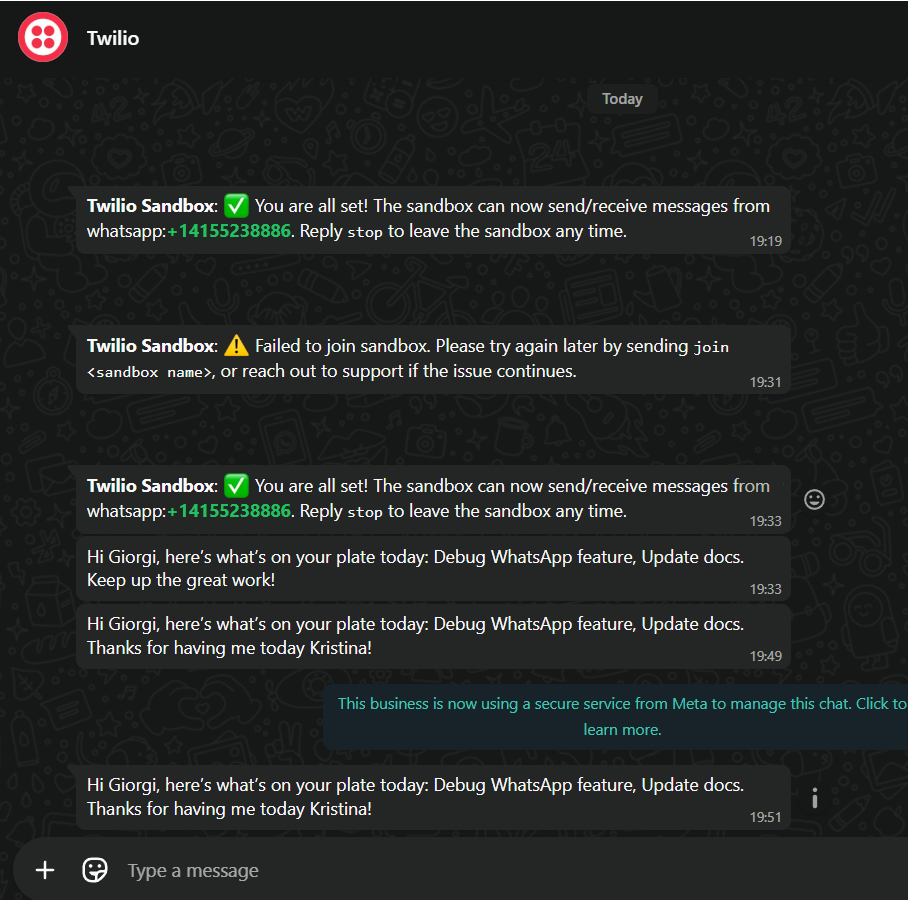 Twilio
Today
Twilio Sandbox: ✅ You are all set! The sandbox can now send/receive messages from
whatsapp:+14155238886. Reply stop to leave the sandbox any time.
19:19
Twilio Sandbox: ⚠️ Failed to join sandbox. Please try again later by sending join
<sandbox name>, or reach out to support if the issue continues.
19:31
Twilio Sandbox: ✅ You are all set! The sandbox can now send/receive messages from
whatsapp:+14155238886. Reply stop to leave the sandbox any time.
19:33
Hi Giorgi, here’s what’s on your plate today: Debug WhatsApp feature, Update docs.
Keep up the great work!
19:33
Hi Giorgi, here’s what’s on your plate today: Debug WhatsApp feature, Update docs.
Thanks for having me today Kristina!
19:49
This business is now using a secure service from Meta to manage this chat. Click to
learn more.
Hi Giorgi, here’s what’s on your plate today: Debug WhatsApp feature, Update docs.
Thanks for having me today Kristina!
19:51
Type a message